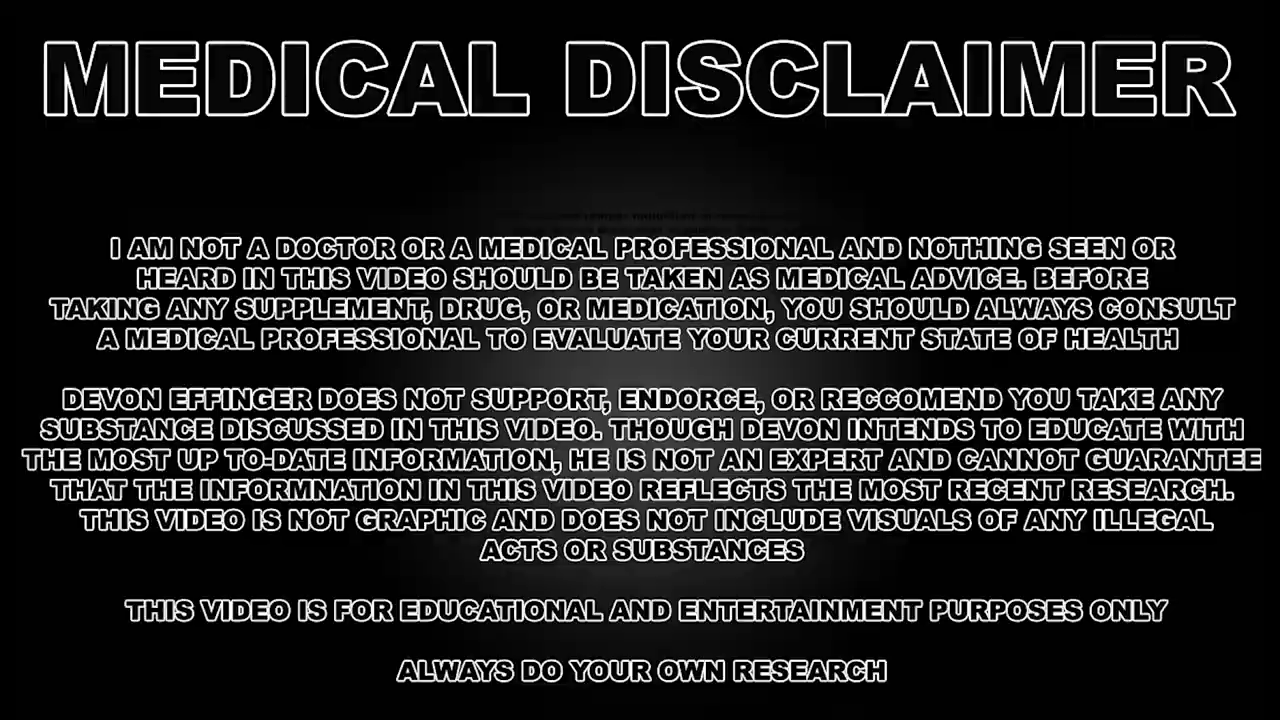 MEDICAL DISCLAIMER
I AM NOT A DOCTOR OR A MEDICAL PROFESSIONAL AND NOTHING SEEN OR
HEARD IN THIS VIDEO SHOULD BE TAKEN AS MEDICAL ADVICE. BEFORE
TAKING ANY SUPPLEMENT, DRUG, OR MEDICATION, YOU SHOULD ALWAYS CONSULT
A MEDICAL PROFESSIONAL TO EVALUATE YOUR CURRENT STATE OF HEALTH
DEVON EFFINGER DOES NOT SUPPORT, ENDORCE, OR RECCOMEND YOU TAKE ANY
SUBSTANCE DISCUSSED IN THIS VIDEO. THOUGH DEVON INTENDS TO EDUCATE WITH
THE MOST UP TO-DATE INFORMATION, HE IS NOT AN EXPERT AND CANNOT GUARANTEE
THAT THE INFORMNATION IN THIS VIDEO REFLECTS THE MOST RECENT RESEARCH.
THIS VIDEO IS NOT GRAPHIC AND DOES NOT INCLUDE VISUALS OF ANY ILLEGAL
ACTS OR SUBSTANCES
THIS VIDEO IS FOR EDUCATIONAL AND ENTERTAINMENT PURPOSES ONLY
ALWAYS DO YOUR OWN RESEARCH